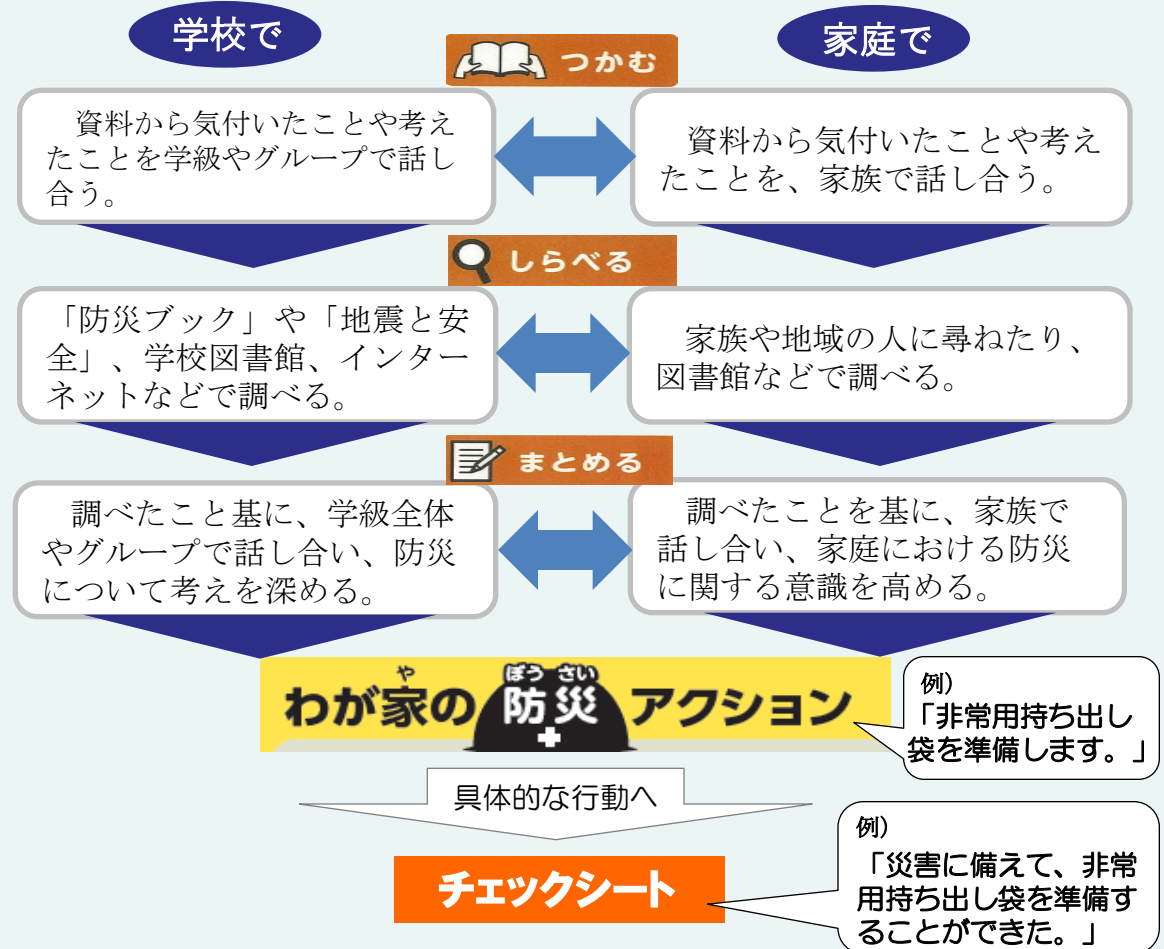 学校で
家庭で
つかむ
資料から気付いたことや考え
たことを学級やグループで話し
合う。
資料から気付いたことや考え
たことを、家族で話し合う。
しらべる
「防災ブック」や「地震と安
全」、学校図書館、インター
ネットなどで調べる。
家族や地域の人に尋ねたり、
図書館などで調べる。
まとめる
調べたこと基に、学級全体
やグループで話し合い、防災
について考えを深める。
調べたことを基に、家族で
話し合い、家庭における防災
に関する意識を高める。
や ぼう さい
わが家の防災アクション
例）
「非常用持ち出し
袋を準備します。」
具体的な行動へ
チェックシート
例）
「災害に備えて、非常
用持ち出し袋を準備す
ることができた。」